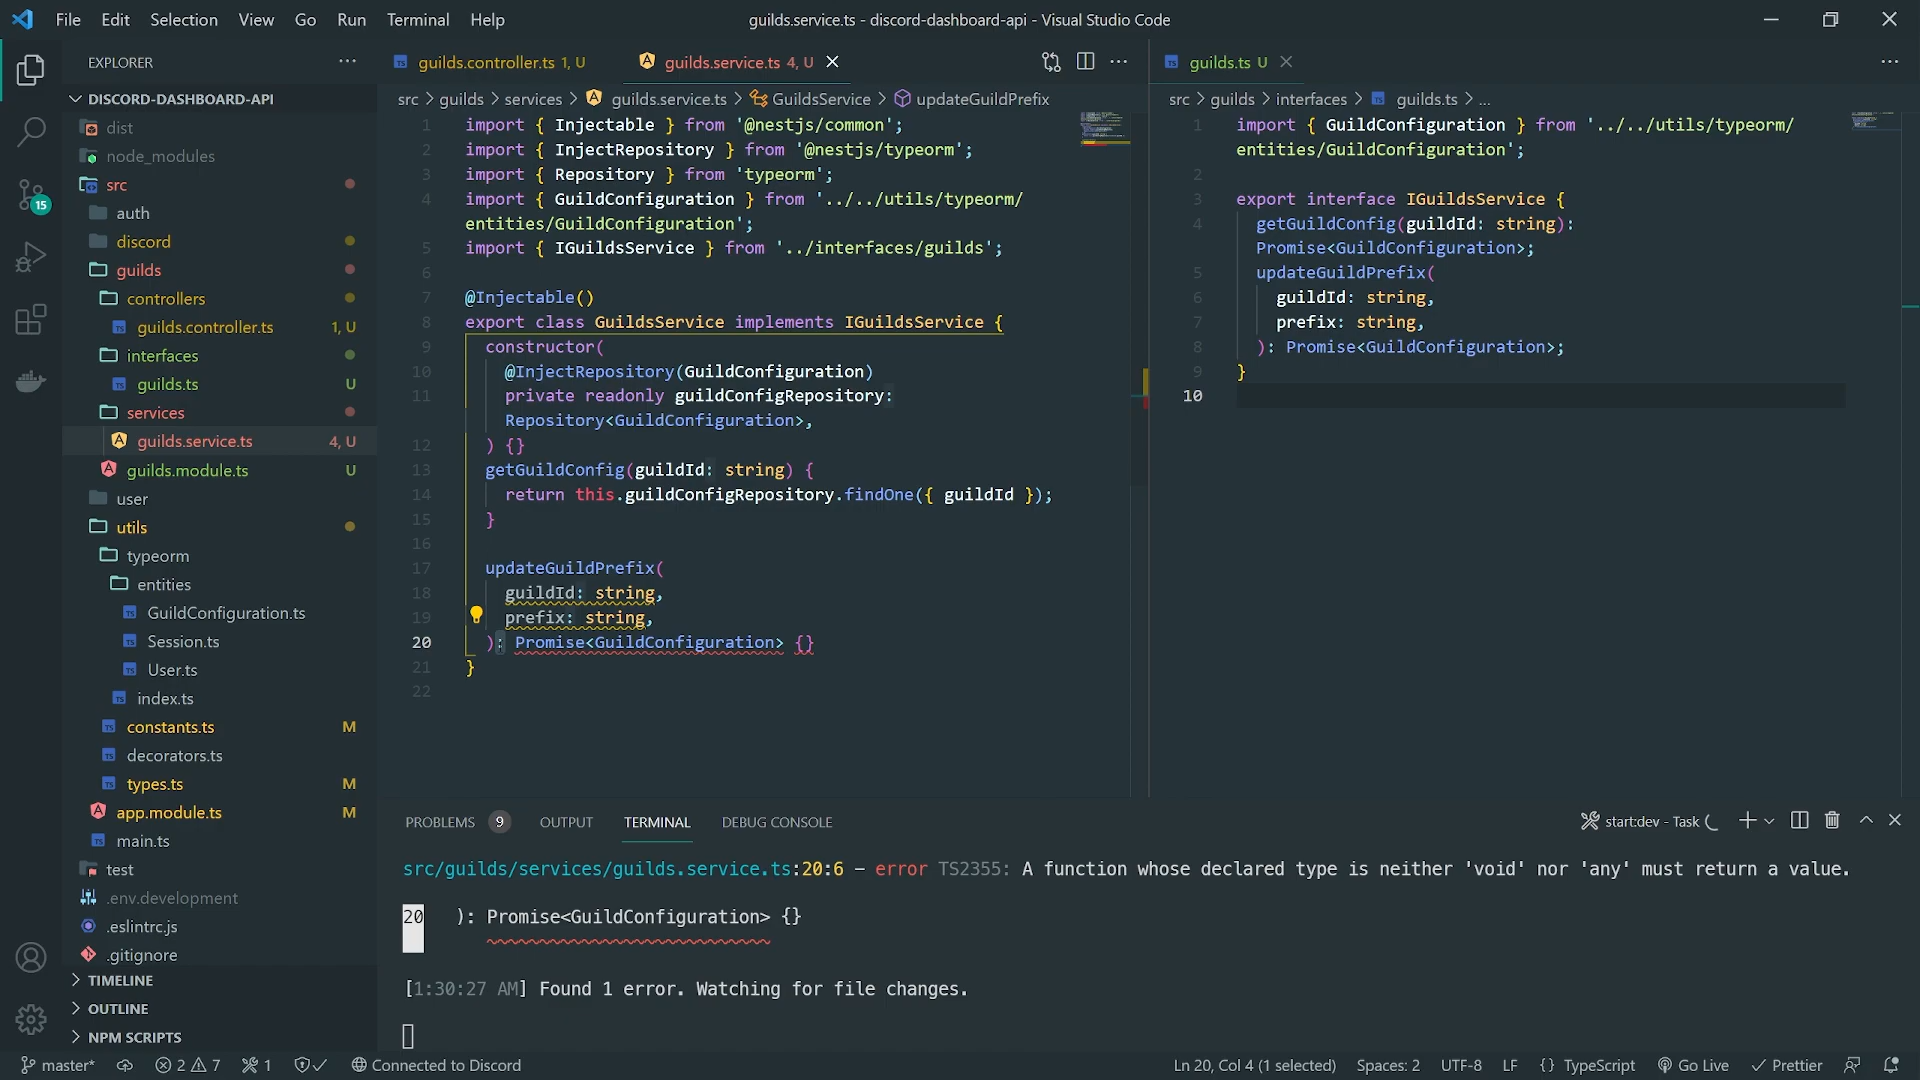 File Edit Selection View Go Run Terminal Help
guilds.service.ts - discord-dashboard-api - Visual Studio Code
EXPLORER
DISCORD-DASHBOARD-API
dist
node_modules
src
auth
discord
guilds
controllers
guilds.controller.ts 1, U
interfaces
guilds.ts U
services
guilds.service.ts 4, U
guilds.module.ts U
user
utils
typeorm
entities
GuildConfiguration.ts
Session.ts
User.ts
index.ts
constants.ts M
decorators.ts
types.ts M
app.module.ts M
main.ts
test
.env.development
.eslintrc.js
.gitignore
TIMELINE
OUTLINE
NPM SCRIPTS
15
guilds.controller.ts 1, U
guilds.service.ts 4, U
src > guilds > services > guilds.service.ts > GuildsService > updateGuildPrefix
1 import { Injectable } from '@nestjs/common';
2 import { InjectRepository } from '@nestjs/typeorm';
3 import { Repository } from 'typeorm';
4 import { GuildConfiguration } from '../../utils/typeorm/
entities/GuildConfiguration';
5 import { IGuildsService } from '../interfaces/guilds';
6
7 @Injectable()
8 export class GuildsService implements IGuildsService {
9 constructor(
10 @InjectRepository(GuildConfiguration)
11 private readonly guildConfigRepository:
Repository<GuildConfiguration>,
12 ) {}
13 getGuildConfig(guildId: string) {
14 return this.guildConfigRepository.findOne({ guildId });
15 }
16
17 updateGuildPrefix(
18 guildId: string,
19 prefix: string,
20 ): Promise<GuildConfiguration> {}
21 }
22
guilds.ts U
src > guilds > interfaces > guilds.ts > ...
1 import { GuildConfiguration } from '../../utils/typeorm/
entities/GuildConfiguration';
2
3 export interface IGuildsService {
4 getGuildConfig(guildId: string):
Promise<GuildConfiguration>;
5 updateGuildPrefix(
6 guildId: string,
7 prefix: string,
8 ): Promise<GuildConfiguration>;
9 }
10
PROBLEMS 9 OUTPUT TERMINAL DEBUG CONSOLE
start:dev - Task
src/guilds/services/guilds.service.ts:20:6 - error TS2355: A function whose declared type is neither 'void' nor 'any' must return a value.
20 ): Promise<GuildConfiguration> {}
[1:30:27 AM] Found 1 error. Watching for file changes.
master* 2 7 1 Connected to Discord
Ln 20, Col 4 (1 selected) Spaces: 2 UTF-8 LF {} TypeScript Go Live Prettier